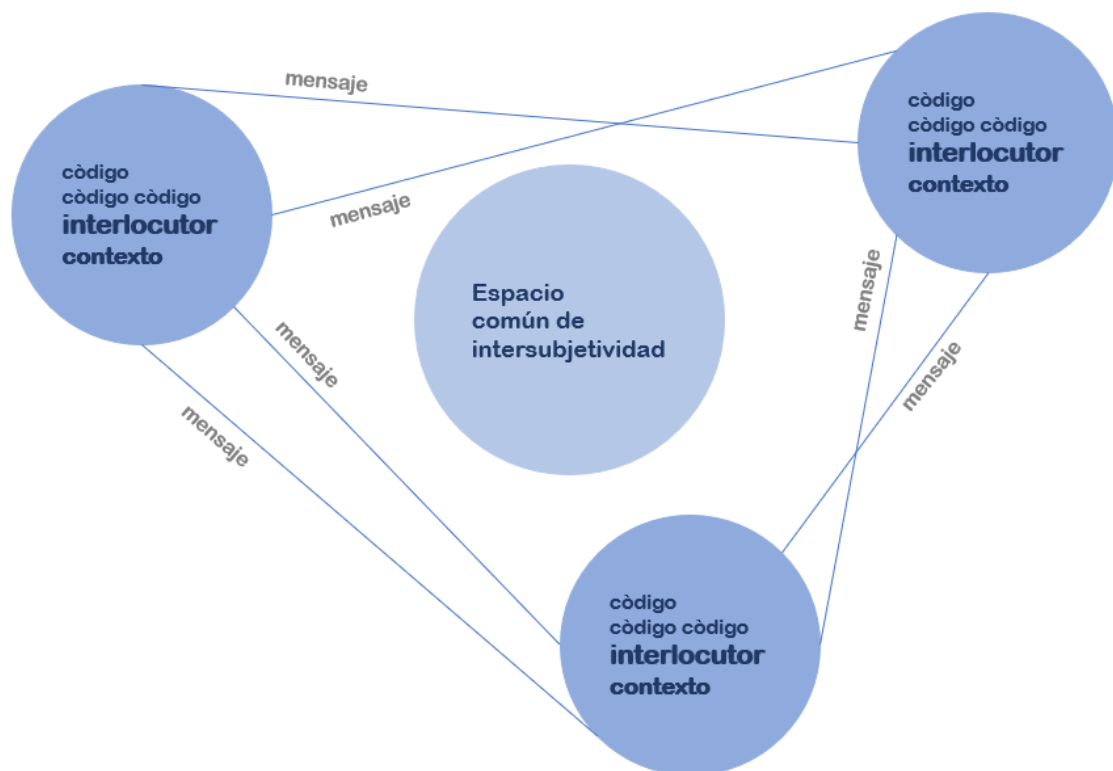 mensaje
còdigo
còdigo còdigo
interlocutor
contexto
còdigo
còdigo còdigo
interlocutor
contexto
mensaje
Espacio
común de
intersubjetividad
mensaje
mensaje
mensaje
mensaje
còdigo
còdigo còdigo
interlocutor
contexto